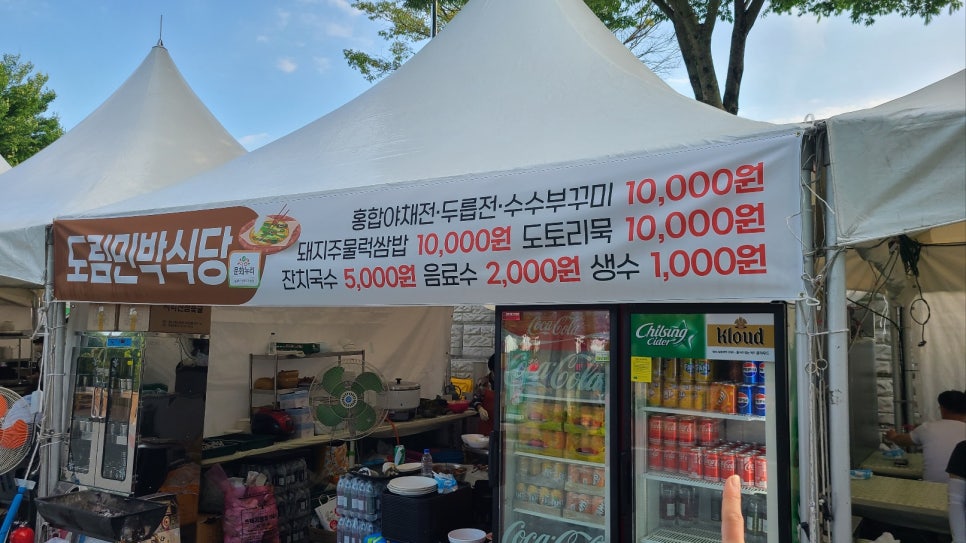 도림민박식당
문화누리
홍합야채전·두릅전·수수부꾸미 10,000원
돼지주물럭쌈밥 10,000원 도토리묵 10,000원
잔치국수 5,000원 음료수 2,000원 생수 1,000원
Coca-Cola
Coca-Cola
Coca-Cola
Chilsung
Cider
Kloud